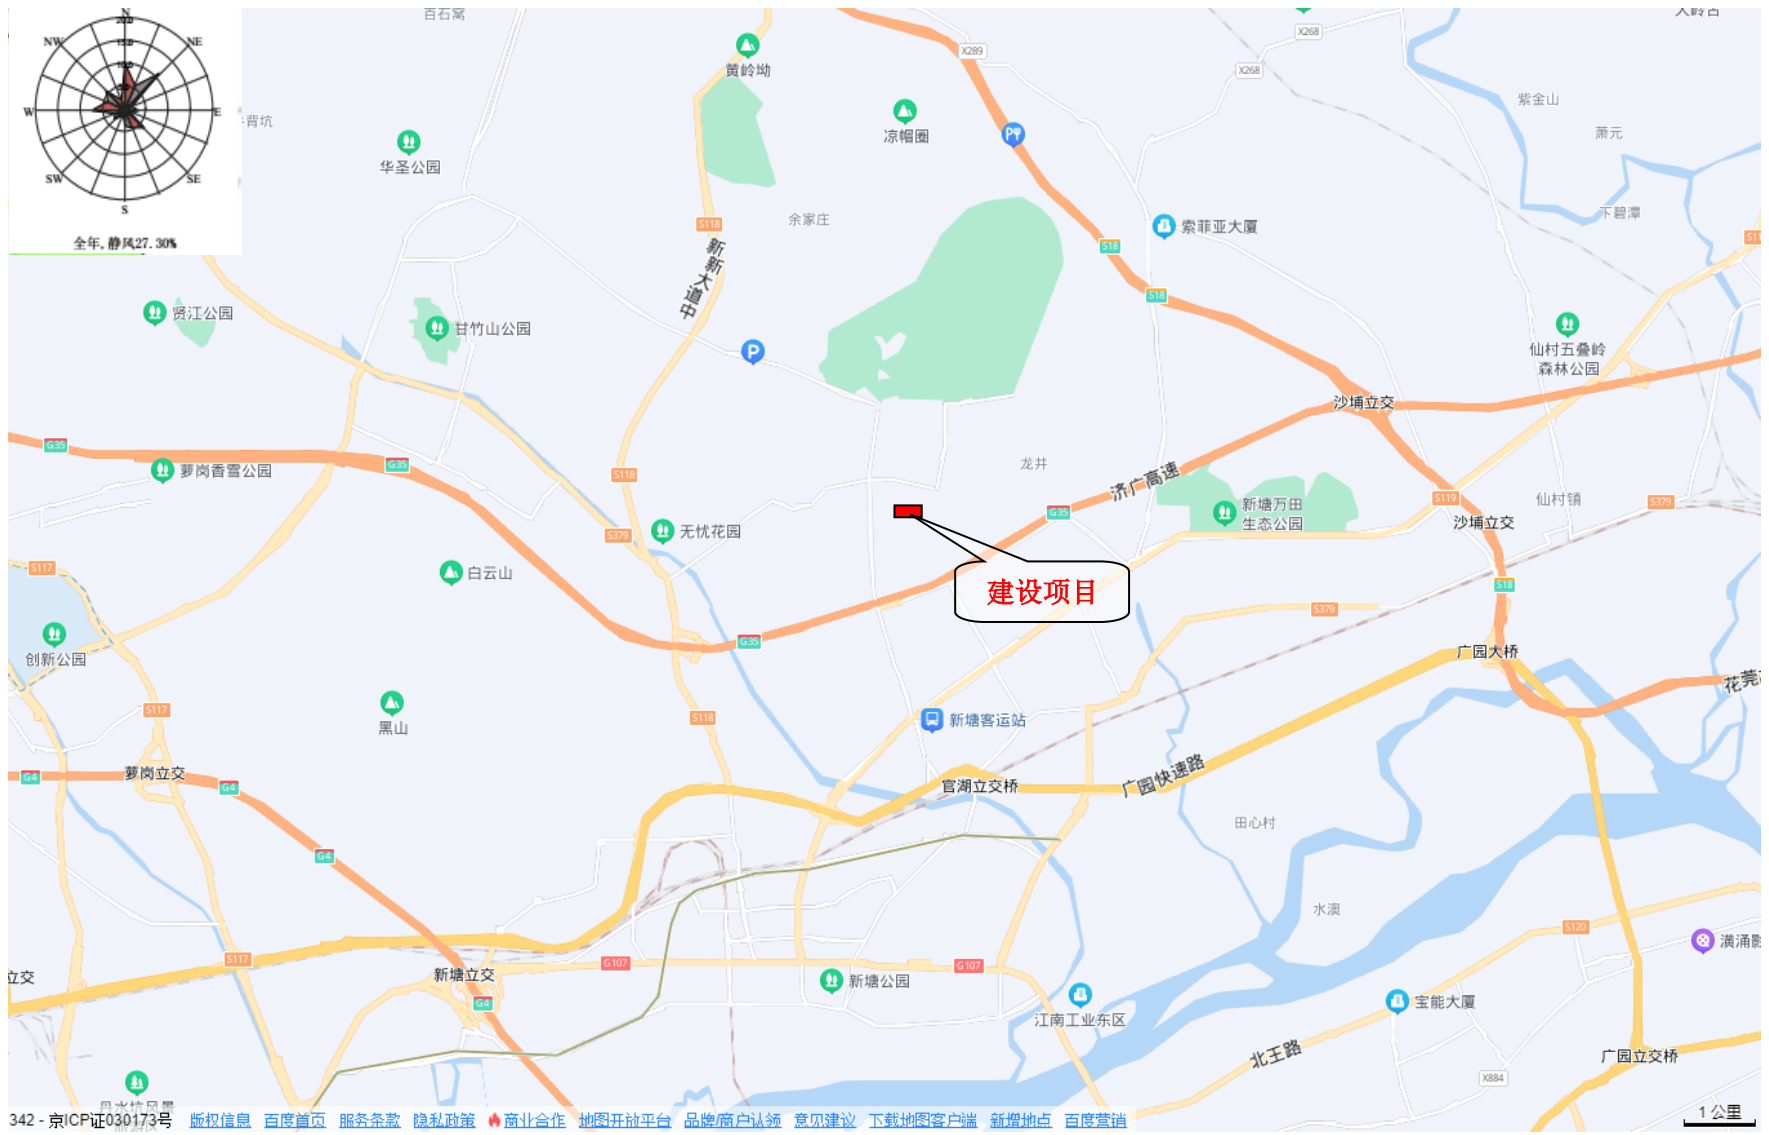 N
20.0
15.0
10.0
NW
NE
W
E
SW
SE
S
全年,静风27.30%
百石窝
X289
X268
X268
黄岭坳
凉帽圈
紫金山
萧元
背坑
华圣公园
余家庄
下碧潭
S118
索菲亚大厦
S18
新新大道中
S18
贤江公园
甘竹山公园
仙村五叠岭
森林公园
沙埔立交
G35
G35
萝岗香雪公园
S118
龙井
济广高速
G35
新塘万田
生态公园
S119
仙村镇
S379
沙埔立交
无忧花园
S379
S117
白云山
建设项目
S18
S379
创新公园
G35
广园大桥
花莞
S117
黑山
S118
新塘客运站
G4
萝岗立交
G4
官湖立交桥
广园快速路
田心村
G4
水澳
S120
潢涌影
S117
立交
新塘立交
G107
G107
新塘公园
G4
江南工业东区
宝能大厦
北王路
广园立交桥
X884
丹水坑风景
342 - 京ICP证030173号 版权信息 百度首页 服务条款 隐私政策 商业合作 地图开放平台 品牌/商户认领 意见建议 下载地图客户端 新增地点 百度营销
1 公里